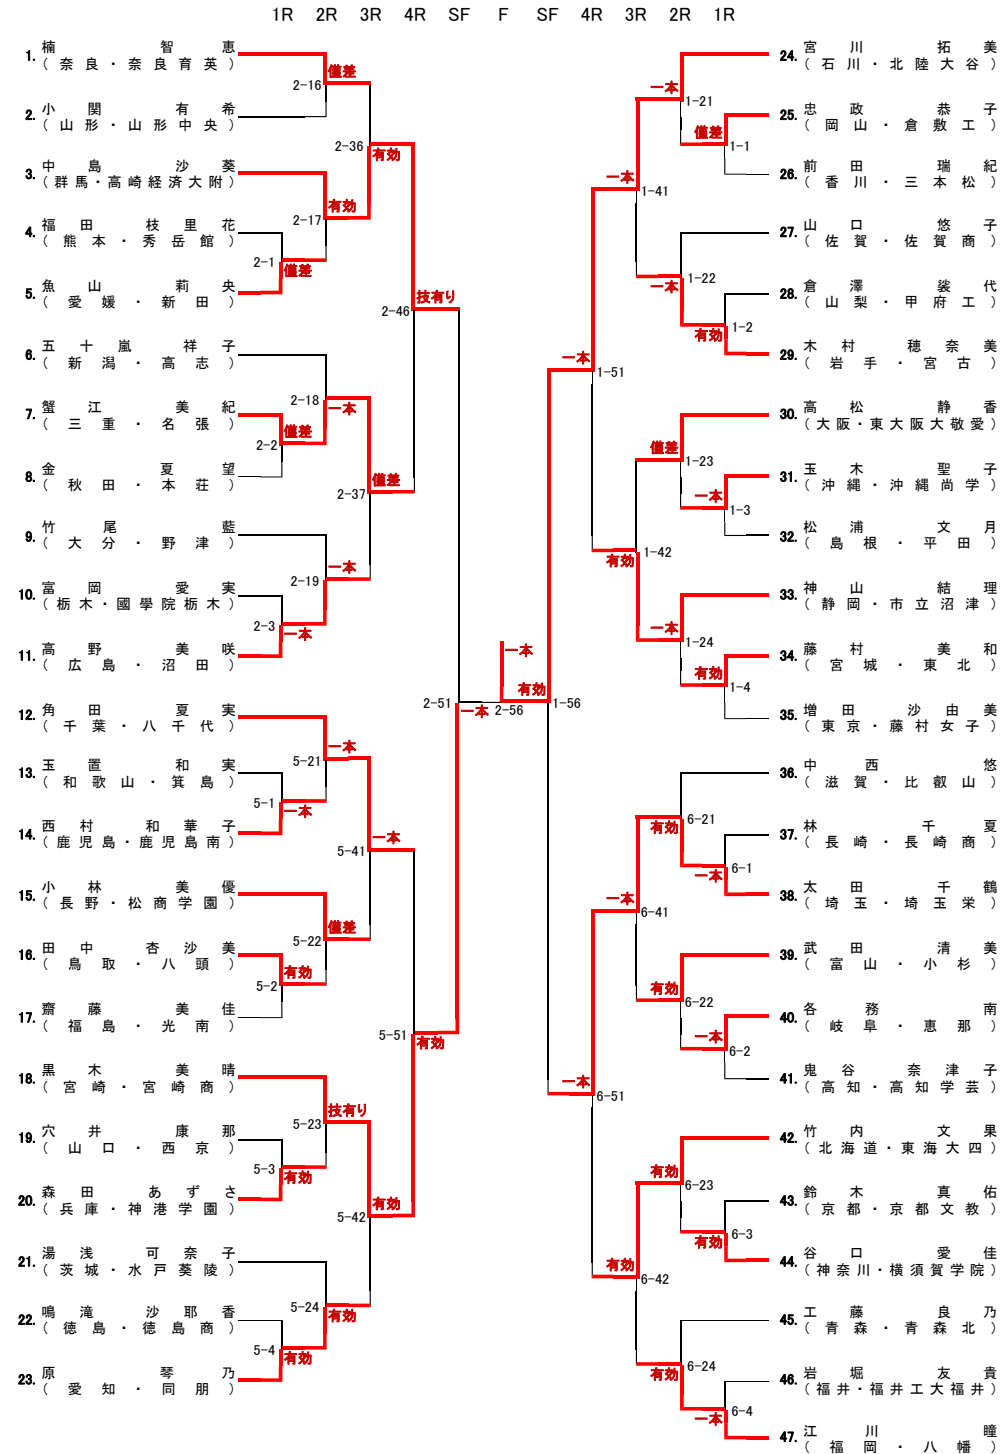 1R 2R 3R 4R SF F SF 4R 3R 2R 1R
1. 楠 智恵
(奈良・奈良育英)
2. 小関 有希
(山形・山形中央)
3. 中島 沙葵
(群馬・高崎経済大附)
4. 福田 枝里花
(熊本・秀岳館)
5. 魚山 莉央
(愛媛・新田)
6. 五十嵐 祥子
(新潟・高志)
7. 蟹江 美紀
(三重・名張)
8. 金 夏望
(秋田・本荘)
9. 竹尾 藍
(大分・野津)
10. 富岡 愛実
(栃木・國學院栃木)
11. 高野 美咲
(広島・沼田)
12. 角田 夏実
(千葉・八千代)
13. 玉置 和実
(和歌山・箕島)
14. 西村 和華子
(鹿児島・鹿児島南)
15. 小林 美優
(長野・松商学園)
16. 田中 杏沙美
(鳥取・八頭)
17. 齋藤 美佳
(福島・光南)
18. 黒木 美晴
(宮崎・宮崎商)
19. 穴井 康那
(山口・西京)
20. 森田 あずさ
(兵庫・神港学園)
21. 湯浅 可奈子
(茨城・水戸葵陵)
22. 鳴滝 沙耶香
(徳島・徳島商)
23. 原 琴乃
(愛知・同朋)
2-1 僅差
2-2 僅差
2-3 一本
5-1 一本
5-2 有効
5-3 有効
5-4 有効
2-16 僅差
2-17 有効
2-18 一本
2-19 一本
5-21 一本
5-22 僅差
5-23 技有り
5-24 有効
2-36 有効
2-37 僅差
5-41 一本
5-42 有効
2-46 技有り
5-51 有効
2-51 一本
2-56 一本
1-56 有効
1-51 一本
6-51 一本
1-41 一本
1-42 有効
6-41 一本
6-42 有効
1-21 一本
1-22 一本
1-23 僅差
1-24 一本
6-21 有効
6-22 有効
6-23 有効
6-24 有効
1-1 僅差
1-2 有効
1-3 一本
1-4 有効
6-1 一本
6-2 一本
6-3 有効
6-4 一本
24. 宮川 拓美
(石川・北陸大谷)
25. 忠政 恭子
(岡山・倉敷工)
26. 前田 瑞紀
(香川・三本松)
27. 山口 悠子
(佐賀・佐賀商)
28. 倉澤 袈代
(山梨・甲府工)
29. 木村 穂奈美
(岩手・宮古)
30. 高松 静香
(大阪・東大阪大敬愛)
31. 玉木 聖子
(沖縄・沖縄尚学)
32. 松浦 文月
(島根・平田)
33. 神山 結理
(静岡・市立沼津)
34. 藤村 美和
(宮城・東北)
35. 増田 沙由美
(東京・藤村女子)
36. 中西 悠
(滋賀・比叡山)
37. 林 千夏
(長崎・長崎商)
38. 太田 千鶴
(埼玉・埼玉栄)
39. 武田 清美
(富山・小杉)
40. 各務 南
(岐阜・恵那)
41. 鬼谷 奈津子
(高知・高知学芸)
42. 竹内 文果
(北海道・東海大四)
43. 鈴木 真佑
(京都・京都文教)
44. 谷口 愛佳
(神奈川・横須賀学院)
45. 工藤 良乃
(青森・青森北)
46. 岩堀 友貴
(福井・福井工大福井)
47. 江川 瞳
(福岡・八幡)